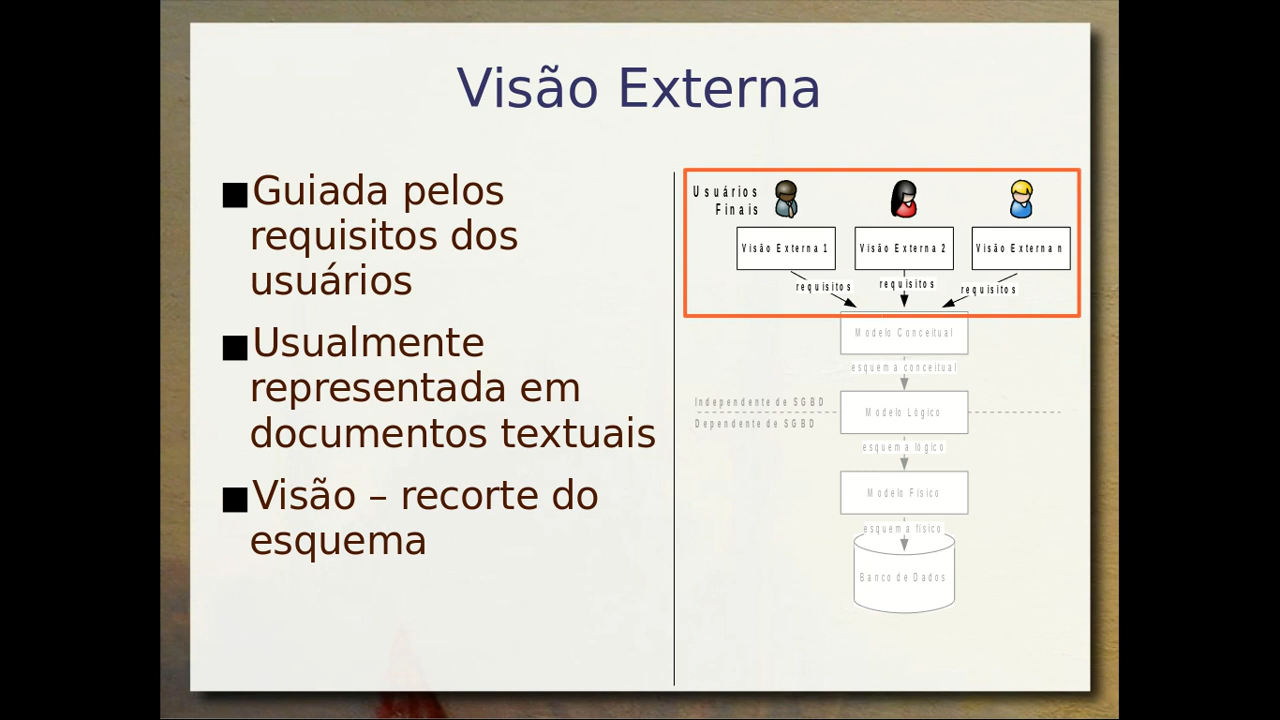 Visão Externa
■Guiada pelos
requisitos dos
usuários
■Usualmente
representada em
documentos textuais
■Visão – recorte do
esquema
Usuários
Finais
Visão Externa 1
Visão Externa 2
Visão Externa n
requisitos
requisitos
requisitos
Modelo Conceitual
esquema conceitual
Independente de SGBD
Modelo Lógico
Dependente de SGBD
esquema lógico
Modelo Físico
esquema físico
Banco de Dados